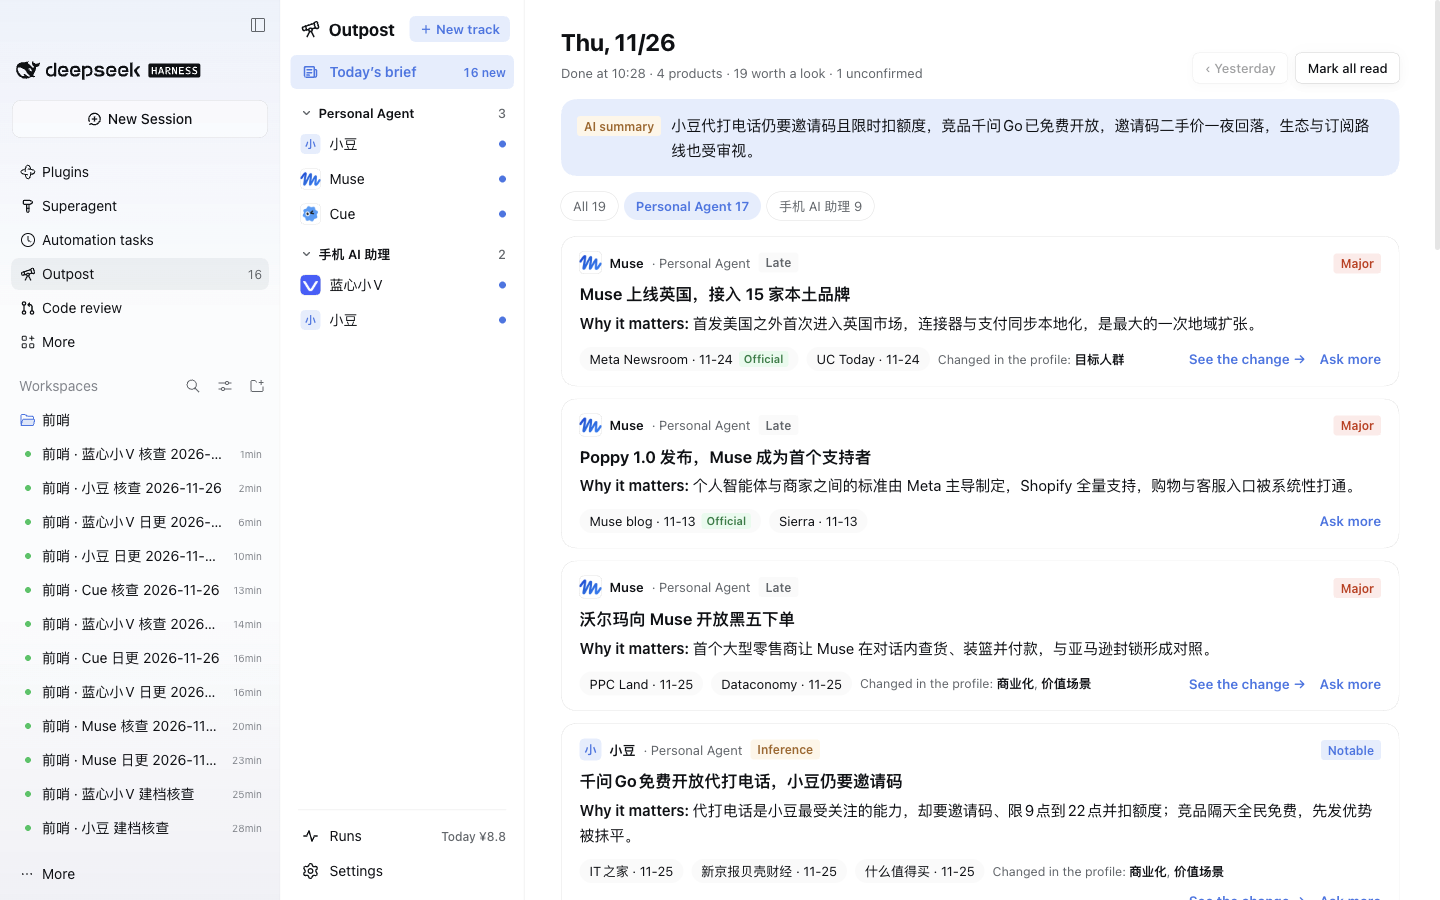 deepseek HARNESS
New Session
Plugins
Superagent
Automation tasks
Outpost 16
Code review
More
Workspaces
前哨
前哨 · 蓝心小V 核查 2026-... 1min
前哨 · 小豆 核查 2026-11-26 2min
前哨 · 蓝心小V 日更 2026-... 6min
前哨 · 小豆 日更 2026-11-... 10min
前哨 · Cue 核查 2026-11-26 13min
前哨 · 蓝心小V 核查 2026... 14min
前哨 · Cue 日更 2026-11-26 16min
前哨 · 蓝心小V 日更 2026... 16min
前哨 · Muse 核查 2026-11... 20min
前哨 · Muse 日更 2026-11... 23min
前哨 · 蓝心小V 建档核查 25min
前哨 · 小豆 建档核查 28min
More
Outpost
+ New track
Today's brief 16 new
Personal Agent 3
小 小豆
Muse
Cue
手机 AI 助理 2
蓝心小V
小 小豆
Runs Today ¥8.8
Settings
Thu, 11/26
Done at 10:28 · 4 products · 19 worth a look · 1 unconfirmed
‹ Yesterday
Mark all read
AI summary 小豆代打电话仍要邀请码且限时扣额度，竞品千问Go已免费开放，邀请码二手价一夜回落，生态与订阅路
线也受审视。
All 19
Personal Agent 17
手机 AI 助理 9
Muse · Personal Agent Late Major
Muse 上线英国，接入 15 家本土品牌
Why it matters: 首发美国之外首次进入英国市场，连接器与支付同步本地化，是最大的一次地域扩张。
Meta Newsroom · 11-24 Official UC Today · 11-24 Changed in the profile: 目标人群 See the change → Ask more
Muse · Personal Agent Late Major
Poppy 1.0 发布，Muse 成为首个支持者
Why it matters: 个人智能体与商家之间的标准由 Meta 主导制定，Shopify 全量支持，购物与客服入口被系统性打通。
Muse blog · 11-13 Official Sierra · 11-13 Ask more
Muse · Personal Agent Late Major
沃尔玛向 Muse 开放黑五下单
Why it matters: 首个大型零售商让 Muse 在对话内查货、装篮并付款，与亚马逊封锁形成对照。
PPC Land · 11-25 Dataconomy · 11-25 Changed in the profile: 商业化, 价值场景 See the change → Ask more
小 小豆 · Personal Agent Inference Notable
千问Go免费开放代打电话，小豆仍要邀请码
Why it matters: 代打电话是小豆最受关注的能力，却要邀请码、限9点到22点并扣额度；竞品隔天全民免费，先发优势
被抹平。
IT之家 · 11-25 新京报贝壳财经 · 11-25 什么值得买 · 11-25 Changed in the profile: 商业化, 价值场景
See the change → Ask more